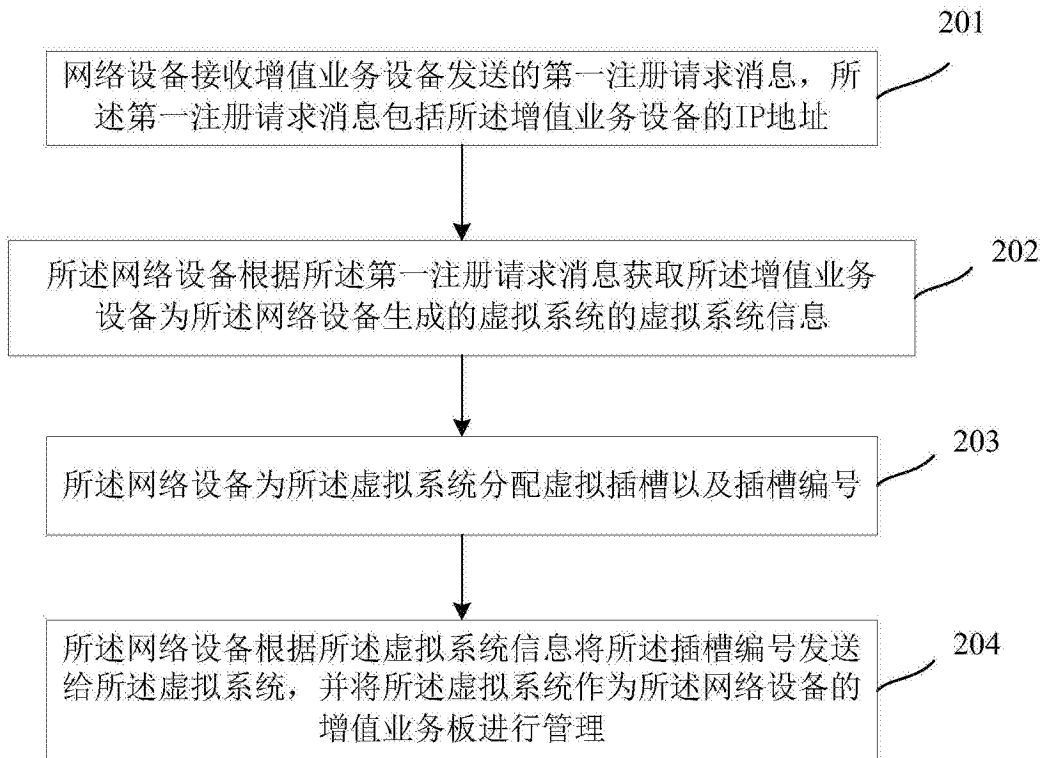 201
网络设备接收增值业务设备发送的第一注册请求消息，所
述第一注册请求消息包括所述增值业务设备的IP地址
202
所述网络设备根据所述第一注册请求消息获取所述增值业务
设备为所述网络设备生成的虚拟系统的虚拟系统信息
203
所述网络设备为所述虚拟系统分配虚拟插槽以及插槽编号
204
所述网络设备根据所述虚拟系统信息将所述插槽编号发送
给所述虚拟系统，并将所述虚拟系统作为所述网络设备的
增值业务板进行管理